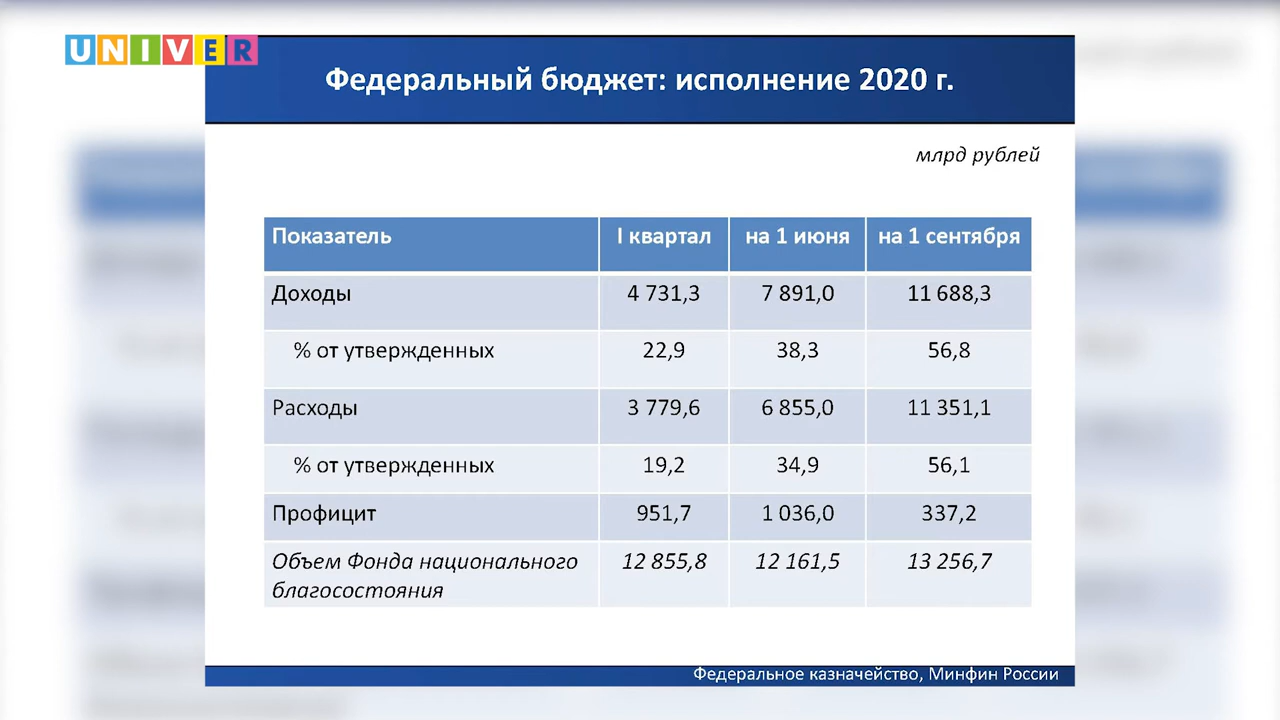 UNIVER
Федеральный бюджет: исполнение 2020 г.
млрд рублей
Показатель I квартал на 1 июня на 1 сентября
Доходы 4 731,3 7 891,0 11 688,3
% от утвержденных 22,9 38,3 56,8
Расходы 3 779,6 6 855,0 11 351,1
% от утвержденных 19,2 34,9 56,1
Профицит 951,7 1 036,0 337,2
Объем Фонда национального 12 855,8 12 161,5 13 256,7
благосостояния
Федеральное казначейство, Минфин России